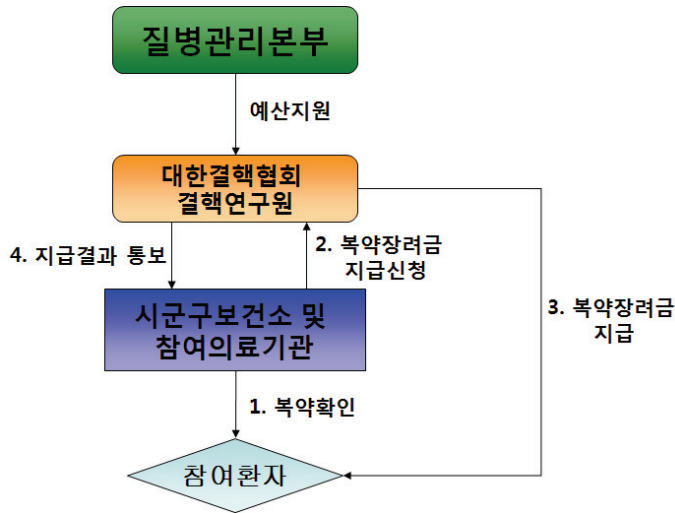 질병관리본부
예산지원
대한결핵협회
결핵연구원
4. 지급결과 통보
2. 복약장려금
지급신청
3. 복약장려금
지급
시군구보건소 및
참여의료기관
1. 복약확인
참여환자